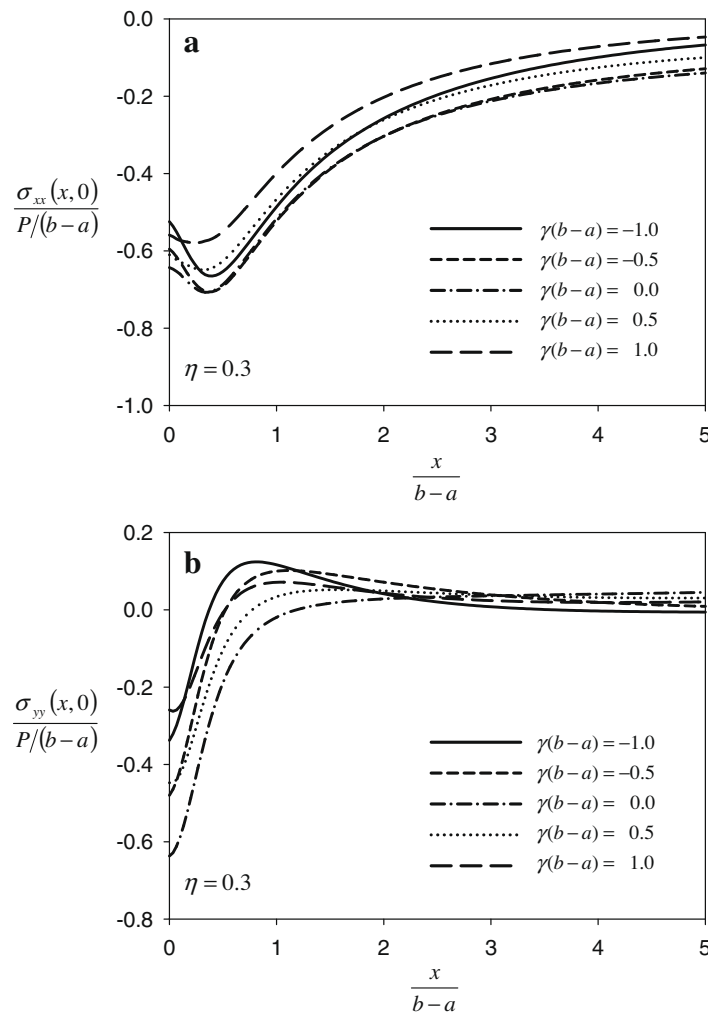 0.0
a
-0.2
σxx(x,0)
P/(b−a)
-0.4
γ(b−a) = −1.0
-0.6
γ(b−a) = −0.5
γ(b−a) = 0.0
γ(b−a) = 0.5
-0.8
γ(b−a) = 1.0
η = 0.3
-1.0
0 1 2 3 4 5
x
b−a
0.2
b
0.0
-0.2
σyy(x,0)
P/(b−a)
-0.4
γ(b−a) = −1.0
γ(b−a) = −0.5
-0.6
γ(b−a) = 0.0
γ(b−a) = 0.5
γ(b−a) = 1.0
η = 0.3
-0.8
0 1 2 3 4 5
x
b−a